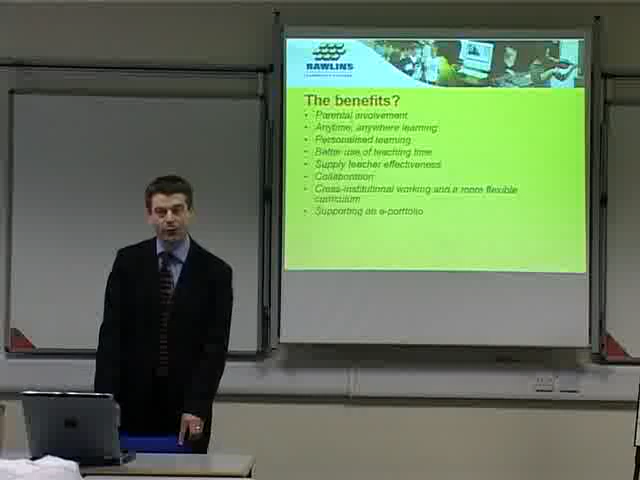 RAWLINS
The benefits?
• Parental involvement
• Anytime, anywhere learning
• Personalised learning
• Better use of teaching time
• Supply teacher effectiveness
• Collaboration
• Cross-institutional working and a more flexible
curriculum
• Supporting an e-portfolio